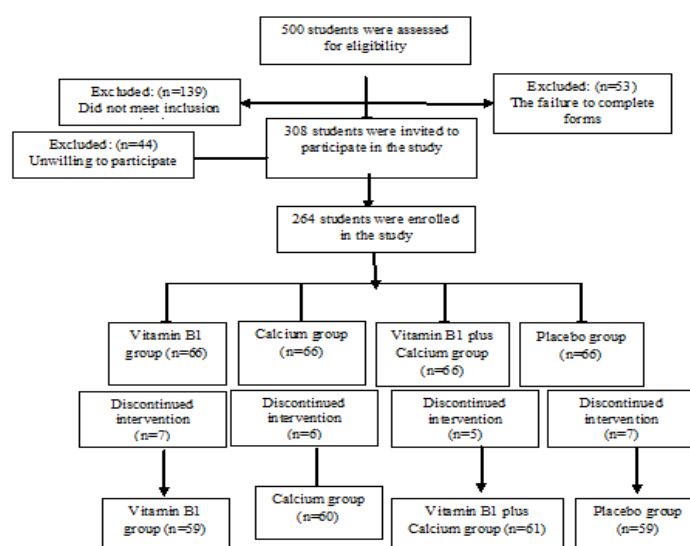 500 students were assessed
for eligibility
Excluded: (n=139)
Did not meet inclusion
Excluded: (n=53)
The failure to complete
forms
308 students were invited to
participate in the study
Excluded: (n=44)
Unwilling to participate
264 students were enrolled
in the study
Vitamin B1
group (n=66)
Calcium group
(n=66)
Vitamin B1 plus
Calcium group
(n=66)
Placebo group
(n=66)
Discontinued
intervention
(n=7)
Discontinued
intervention
(n=6)
Discontinued
intervention
(n=5)
Discontinued
intervention
(n=7)
Vitamin B1
group (n=59)
Calcium group
(n=60)
Vitamin B1 plus
Calcium group (n=61)
Placebo group
(n=59)